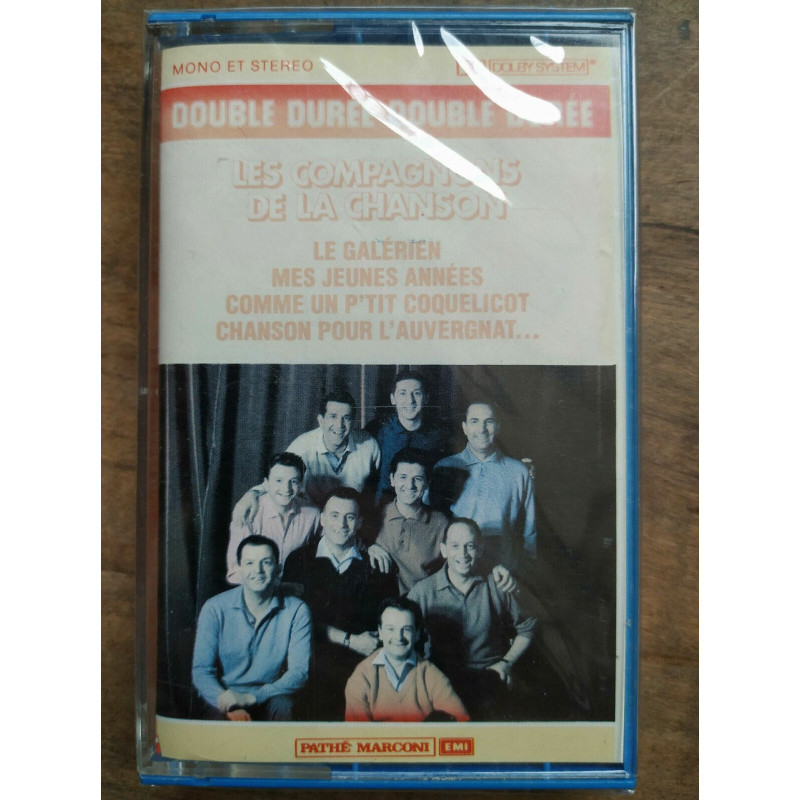 MONO ET STEREO
DOLBY SYSTEM
DOUBLE DURÉE DOUBLE DURÉE
LES COMPAGNONS
DE LA CHANSON
LE GALÉRIEN
MES JEUNES ANNÉES
COMME UN P'TIT COQUELICOT
CHANSON POUR L'AUVERGNAT...
PATHÉ MARCONI EMI